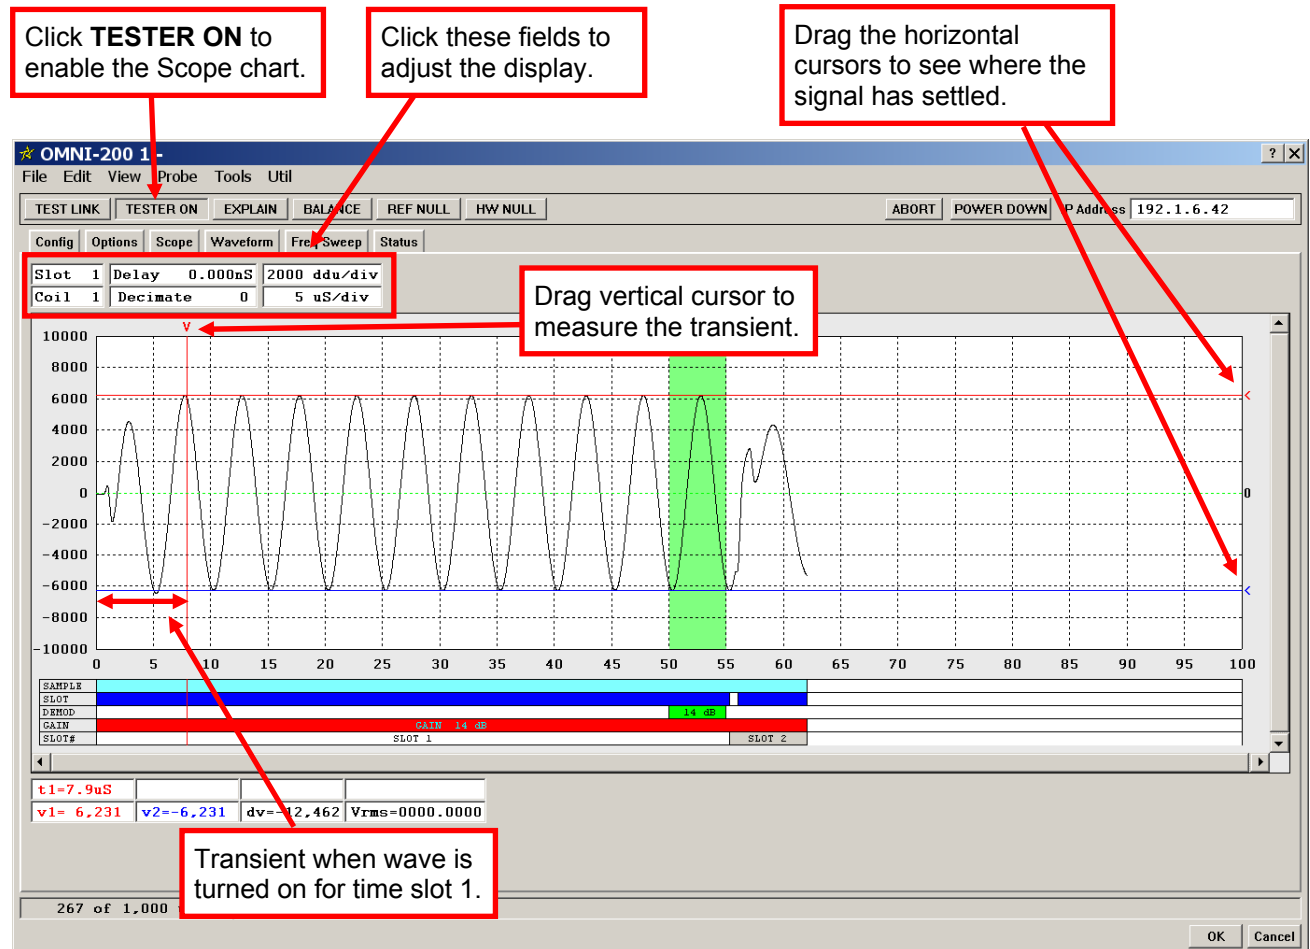 Click TESTER ON to
enable the Scope chart.
Click these fields to
adjust the display.
Drag the horizontal
cursors to see where the
signal has settled.
OMNI-200 1 -
? X
File Edit View Probe Tools Util
TEST LINK TESTER ON EXPLAIN BALANCE REF NULL HW NULL ABORT POWER DOWN IP Address 192.1.6.42
Config Options Scope Waveform Freq Sweep Status
Slot 1 Delay 0.000nS 2000 ddu/div
Coil 1 Decimate 0 5 uS/div
Drag vertical cursor to
measure the transient.
V
10000
8000
6000
4000
2000
0 0
-2000
-4000
-6000
-8000
-10000
0 5 10 15 20 25 30 35 40 45 50 55 60 65 70 75 80 85 90 95 100
SAMPLE
SLOT
DEMOD 14 dB
GAIN GAIN 14 dB
SLOT# SLOT 1 SLOT 2
t1=7.9uS
v1= 6,231 v2=-6,231 dv=-12,462 Vrms=0000.0000
Transient when wave is
turned on for time slot 1.
267 of 1,000
OK Cancel